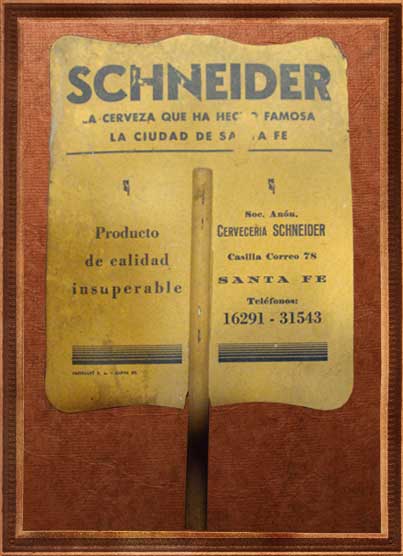 SCHNEIDER
LA CERVEZA QUE HA HECHO FAMOSA
LA CIUDAD DE SANTA FE
Producto
de calidad
insuperable
Soc. Anón.
CERVECERIA SCHNEIDER
Casilla Correo 78
SANTA FE
Teléfonos:
16291 - 31543